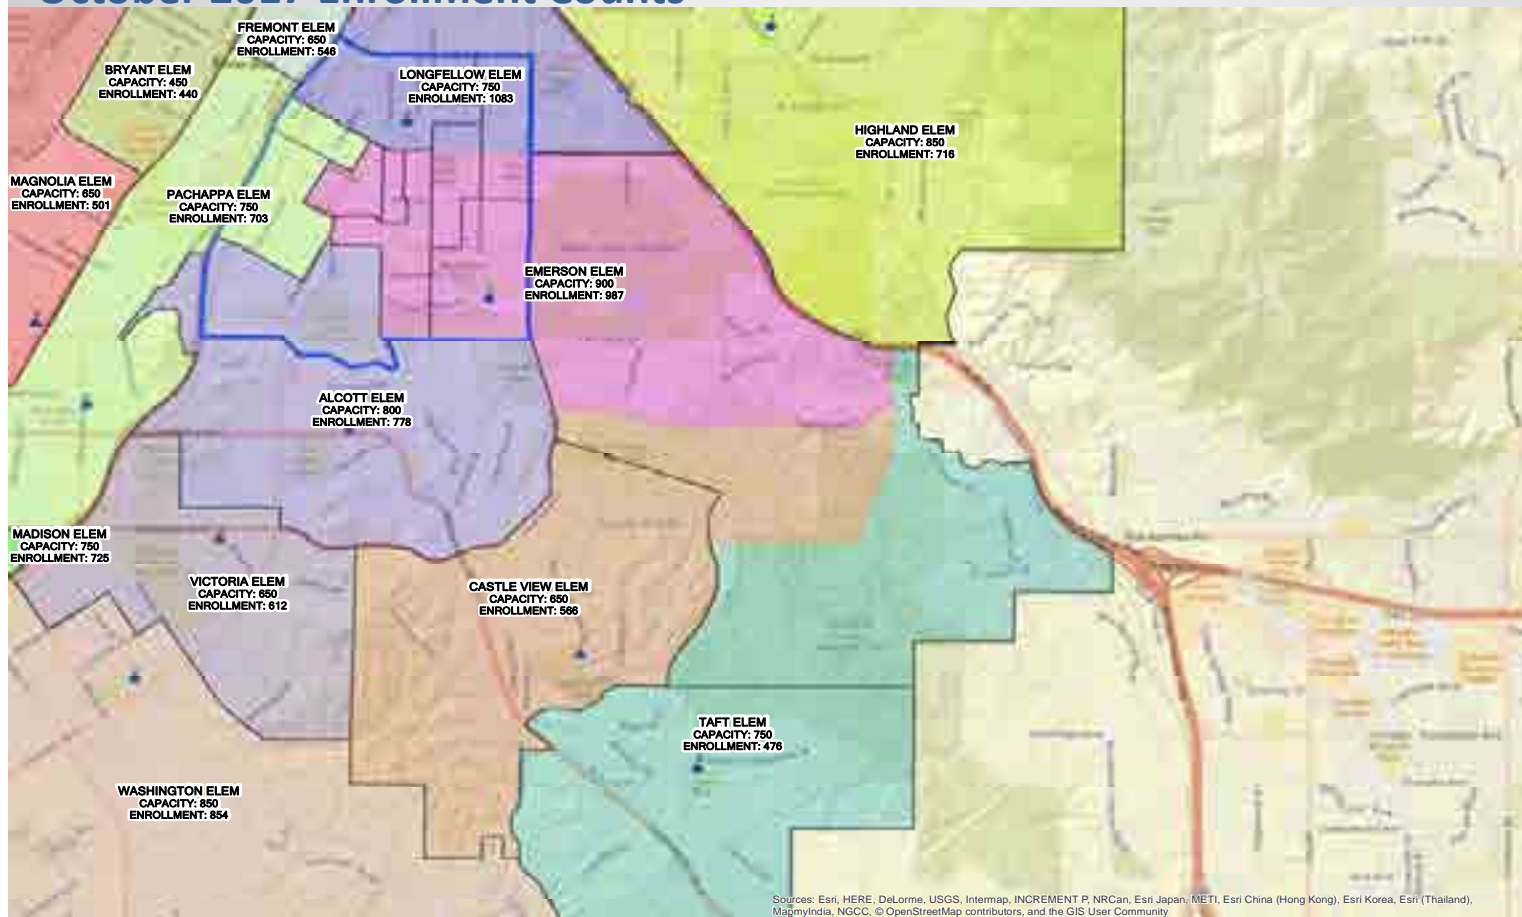 October 2017 Enrollment Counts
FREMONT ELEM
CAPACITY: 650
ENROLLMENT: 546
BRYANT ELEM
CAPACITY: 450
ENROLLMENT: 440
LONGFELLOW ELEM
CAPACITY: 750
ENROLLMENT: 1083
HIGHLAND ELEM
CAPACITY: 850
ENROLLMENT: 716
MAGNOLIA ELEM
CAPACITY: 650
ENROLLMENT: 501
PACHAPPA ELEM
CAPACITY: 750
ENROLLMENT: 703
EMERSON ELEM
CAPACITY: 900
ENROLLMENT: 987
ALCOTT ELEM
CAPACITY: 800
ENROLLMENT: 778
MADISON ELEM
CAPACITY: 750
ENROLLMENT: 725
VICTORIA ELEM
CAPACITY: 650
ENROLLMENT: 612
CASTLE VIEW ELEM
CAPACITY: 650
ENROLLMENT: 566
TAFT ELEM
CAPACITY: 750
ENROLLMENT: 476
WASHINGTON ELEM
CAPACITY: 850
ENROLLMENT: 854
Sources: Esri, HERE, DeLorme, USGS, Intermap, INCREMENT P, NRCan, Esri Japan, METI, Esri China (Hong Kong), Esri Korea, Esri (Thailand),
MapmyIndia, NGCC, © OpenStreetMap contributors, and the GIS User Community